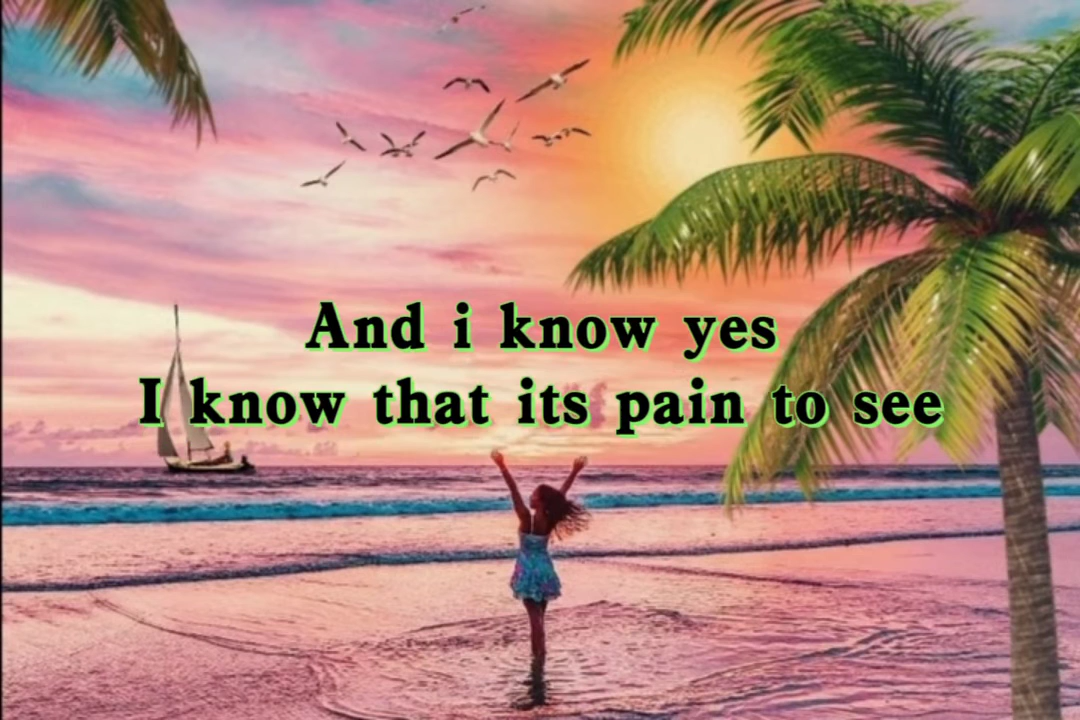 And i know yes
I know that its pain to see